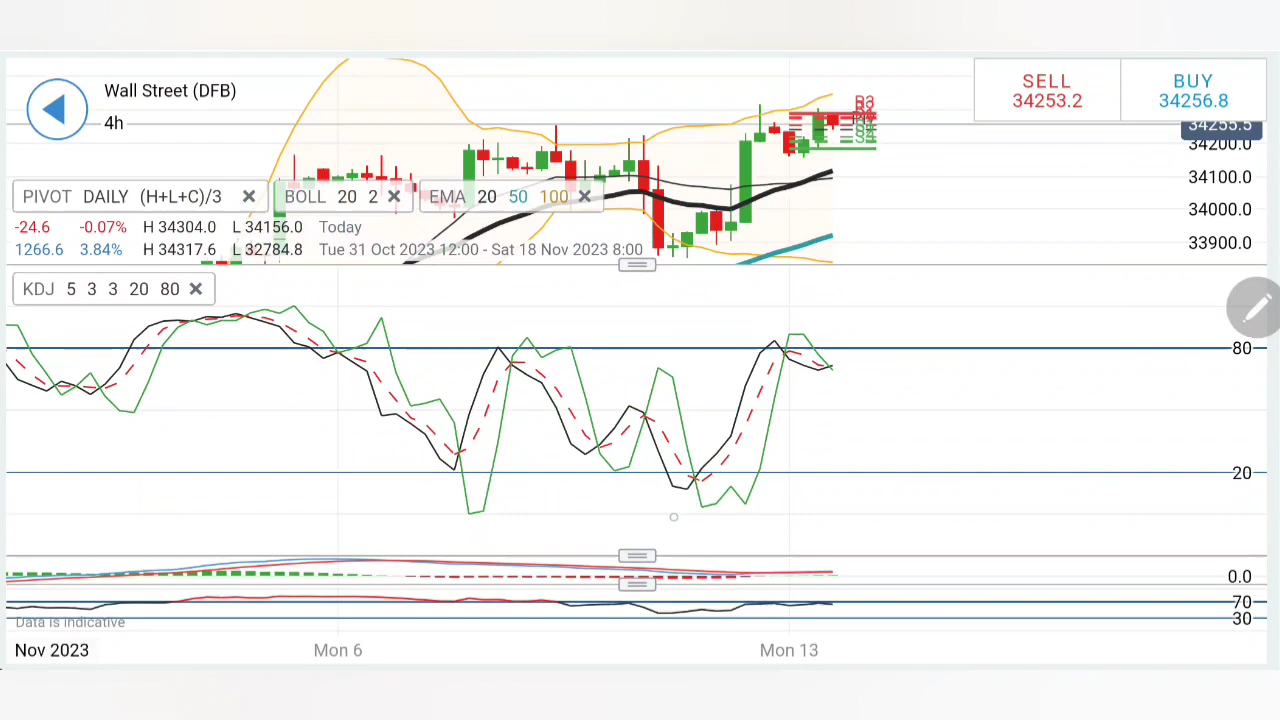 Wall Street (DFB)
4h
SELL
34253.2
BUY
34256.8
34255.5
34200.0
34100.0
34000.0
33900.0
PIVOT DAILY (H+L+C)/3
BOLL 20 2
EMA 20 50 100
-24.6 -0.07% H 34304.0 L 34156.0 Today
1266.6 3.84% H 34317.6 L 32784.8 Tue 31 Oct 2023 12:00 - Sat 18 Nov 2023 8:00
KDJ 5 3 3 20 80
80
20
0.0
70
30
Data is indicative
Nov 2023 Mon 6 Mon 13